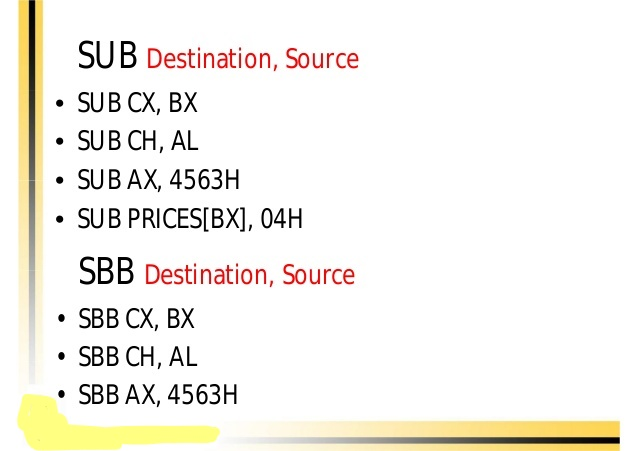 SUB Destination, Source
• SUB CX, BX
• SUB CH, AL
• SUB AX, 4563H
• SUB PRICES[BX], 04H
SBB Destination, Source
• SBB CX, BX
• SBB CH, AL
• SBB AX, 4563H